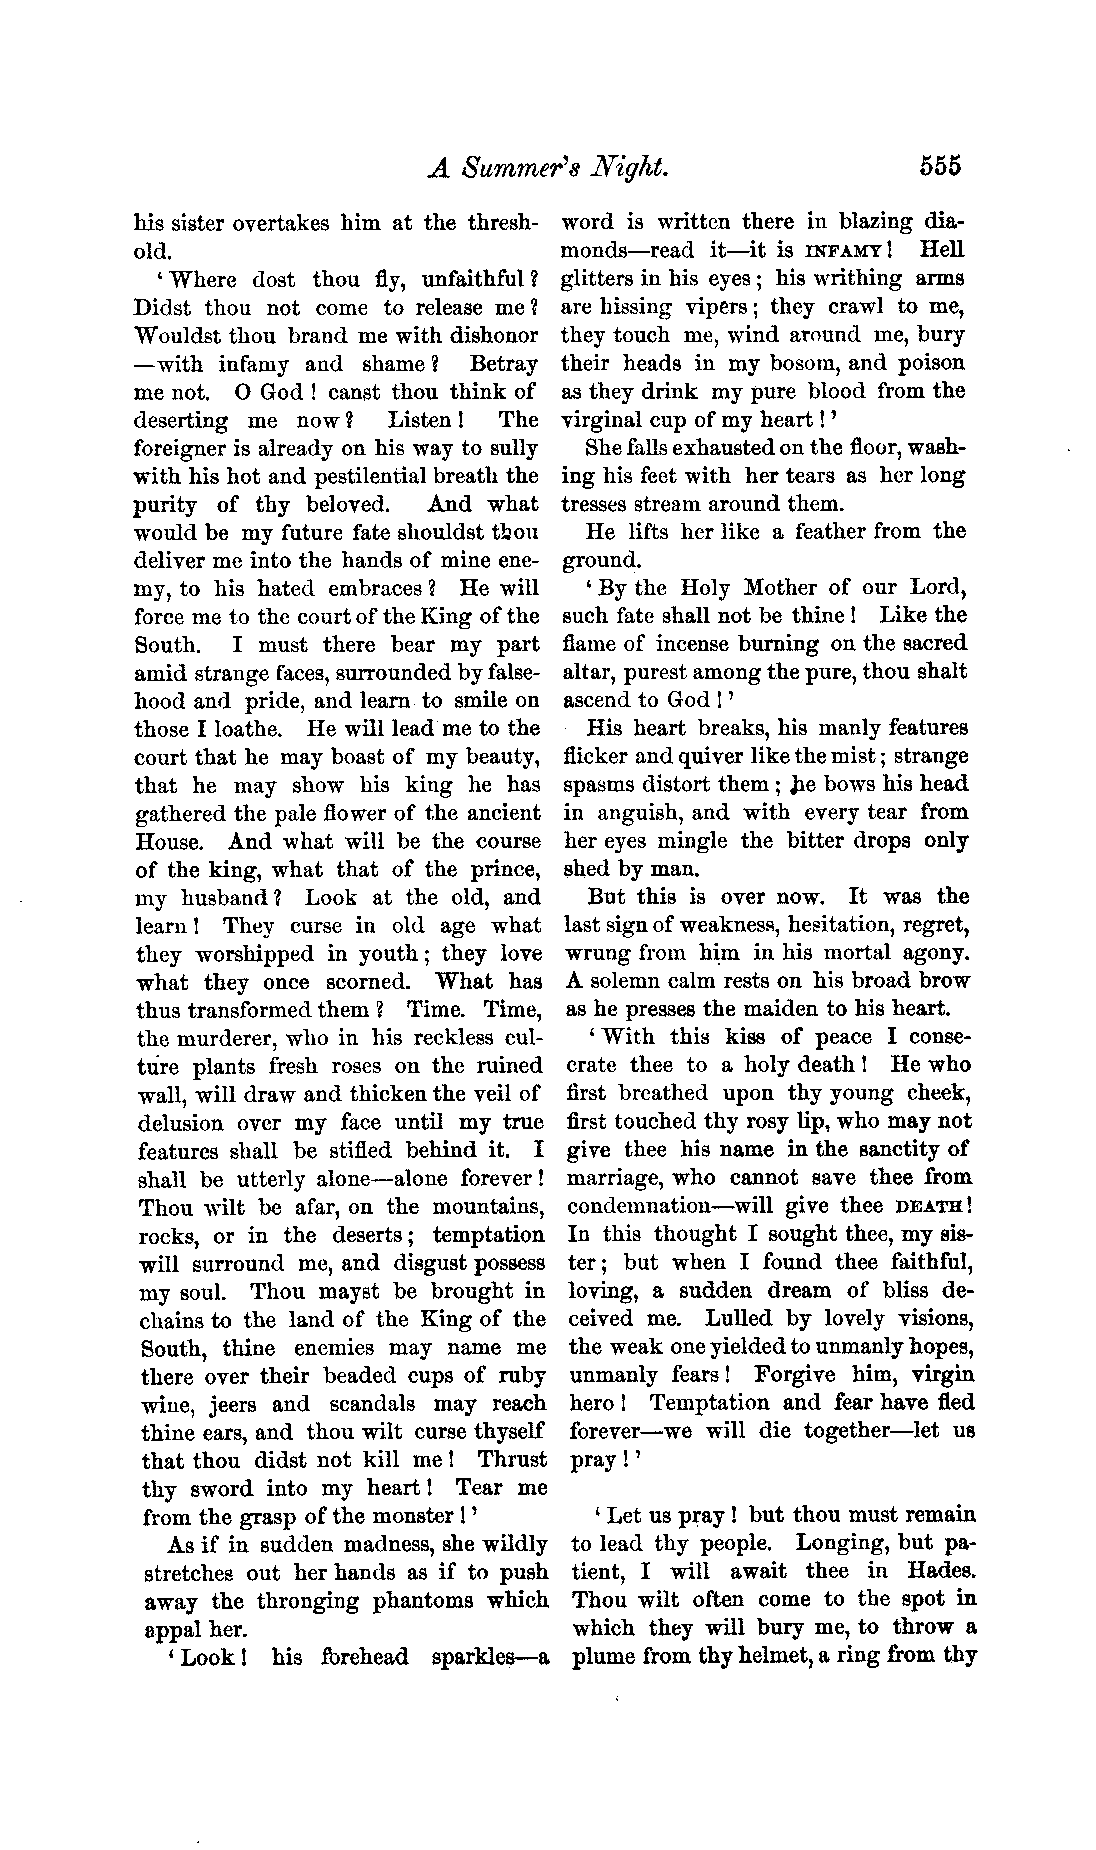 A Summer's Night. 555
his sister overtakes him at the thresh-
old.
‘Where dost thou fly, unfaithful?
Didst thou not come to release me?
Wouldst thou brand me with dishonor
—with infamy and shame? Betray
me not. O God! canst thou think of
deserting me now? Listen! The
foreigner is already on his way to sully
with his hot and pestilential breath the
purity of thy beloved. And what
would be my future fate shouldst thou
deliver me into the hands of mine ene-
my, to his hated embraces? He will
force me to the court of the King of the
South. I must there bear my part
amid strange faces, surrounded by false-
hood and pride, and learn to smile on
those I loathe. He will lead me to the
court that he may boast of my beauty,
that he may show his king he has
gathered the pale flower of the ancient
House. And what will be the course
of the king, what that of the prince,
my husband? Look at the old, and
learn! They curse in old age what
they worshipped in youth; they love
what they once scorned. What has
thus transformed them? Time. Time,
the murderer, who in his reckless cul-
ture plants fresh roses on the ruined
wall, will draw and thicken the veil of
delusion over my face until my true
features shall be stifled behind it. I
shall be utterly alone—alone forever!
Thou wilt be afar, on the mountains,
rocks, or in the deserts; temptation
will surround me, and disgust possess
my soul. Thou mayst be brought in
chains to the land of the King of the
South, thine enemies may name me
there over their beaded cups of ruby
wine, jeers and scandals may reach
thine ears, and thou wilt curse thyself
that thou didst not kill me! Thrust
thy sword into my heart! Tear me
from the grasp of the monster!’
As if in sudden madness, she wildly
stretches out her hands as if to push
away the thronging phantoms which
appal her.
‘Look! his forehead sparkles—a
word is written there in blazing dia-
monds—read it—it is INFAMY! Hell
glitters in his eyes; his writhing arms
are hissing vipers; they crawl to me,
they touch me, wind around me, bury
their heads in my bosom, and poison
as they drink my pure blood from the
virginal cup of my heart!’
She falls exhausted on the floor, wash-
ing his feet with her tears as her long
tresses stream around them.
He lifts her like a feather from the
ground.
‘By the Holy Mother of our Lord,
such fate shall not be thine! Like the
flame of incense burning on the sacred
altar, purest among the pure, thou shalt
ascend to God!’
His heart breaks, his manly features
flicker and quiver like the mist; strange
spasms distort them; he bows his head
in anguish, and with every tear from
her eyes mingle the bitter drops only
shed by man.
But this is over now. It was the
last sign of weakness, hesitation, regret,
wrung from him in his mortal agony.
A solemn calm rests on his broad brow
as he presses the maiden to his heart.
‘With this kiss of peace I conse-
crate thee to a holy death! He who
first breathed upon thy young cheek,
first touched thy rosy lip, who may not
give thee his name in the sanctity of
marriage, who cannot save thee from
condemnation—will give thee DEATH!
In this thought I sought thee, my sis-
ter; but when I found thee faithful,
loving, a sudden dream of bliss de-
ceived me. Lulled by lovely visions,
the weak one yielded to unmanly hopes,
unmanly fears! Forgive him, virgin
hero! Temptation and fear have fled
forever—we will die together—let us
pray!’
‘Let us pray! but thou must remain
to lead thy people. Longing, but pa-
tient, I will await thee in Hades.
Thou wilt often come to the spot in
which they will bury me, to throw a
plume from thy helmet, a ring from thy